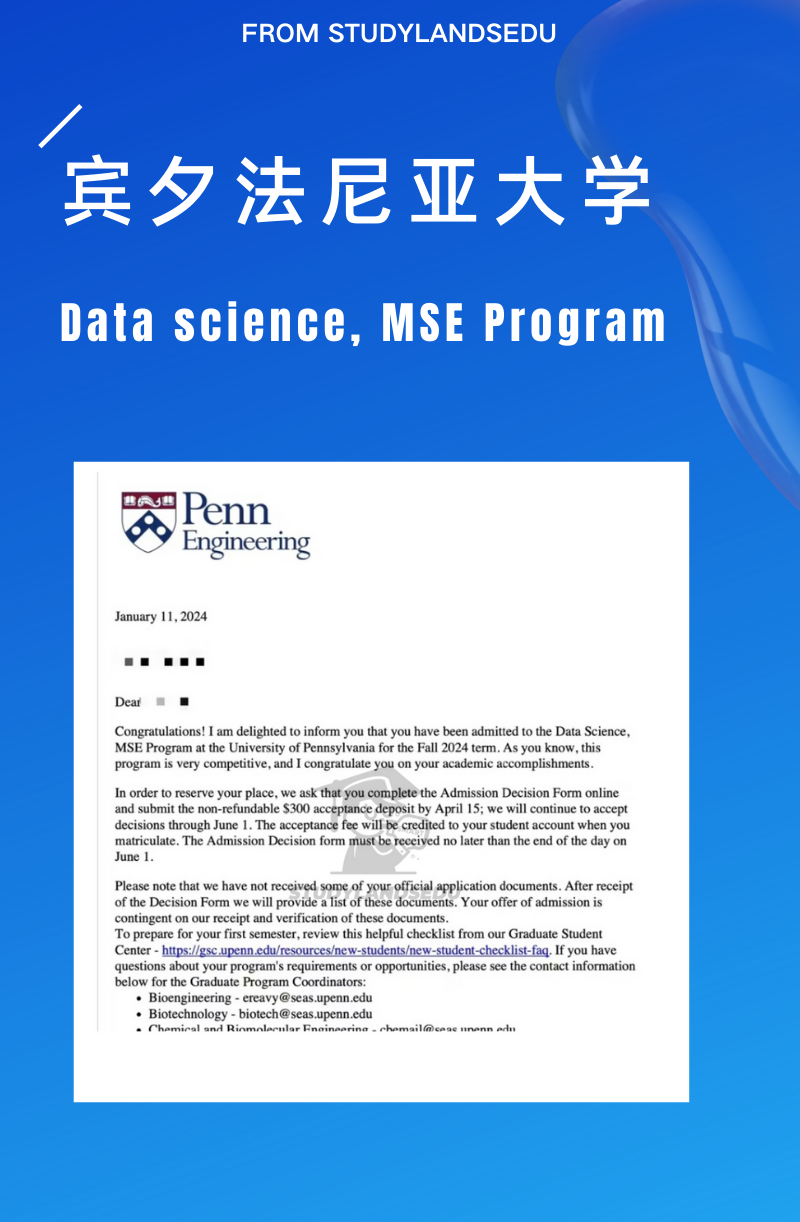 FROM STUDYLANDSEDU
宾夕法尼亚大学
Data science, MSE Program
Penn
Engineering
January 11, 2024
Dear
Congratulations! I am delighted to inform you that you have been admitted to the Data Science,
MSE Program at the University of Pennsylvania for the Fall 2024 term. As you know, this
program is very competitive, and I congratulate you on your academic accomplishments.
In order to reserve your place, we ask that you complete the Admission Decision Form online
and submit the non-refundable $300 acceptance deposit by April 15; we will continue to accept
decisions through June 1. The acceptance fee will be credited to your student account when you
matriculate. The Admission Decision form must be received no later than the end of the day on
June 1.
Please note that we have not received some of your official application documents. After receipt
STUDYLANDSEDU
of the Decision Form we will provide a list of these documents. Your offer of admission is
contingent on our receipt and verification of these documents.
To prepare for your first semester, review this helpful checklist from our Graduate Student
Center - https://gsc.upenn.edu/resources/new-students/new-student-checklist-faq. If you have
questions about your program's requirements or opportunities, please see the contact information
below for the Graduate Program Coordinators:
• Bioengineering - ereavy@seas.upenn.edu
• Biotechnology - biotech@seas.upenn.edu
• Chemical and Biomolecular Engineering - cbemail@seas.upenn.edu